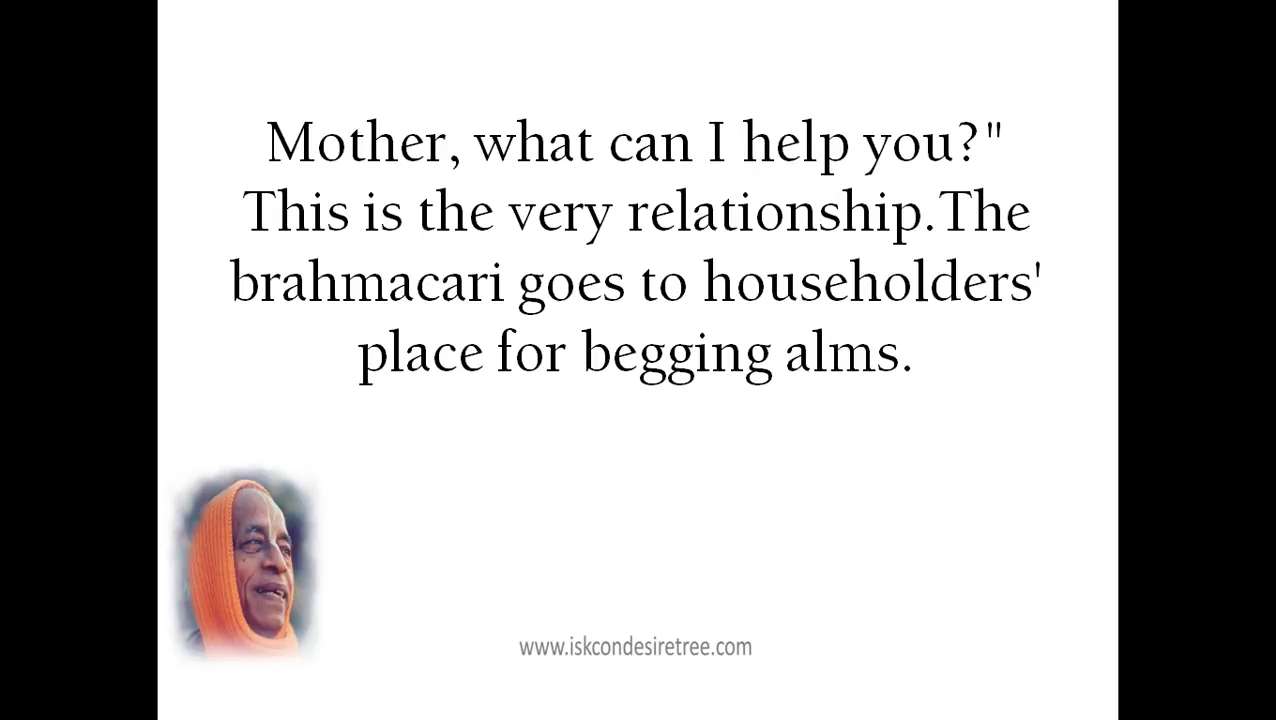 Mother, what can I help you?"
This is the very relationship.The
brahmacari goes to householders'
place for begging alms.
www.iskcondesiretree.com